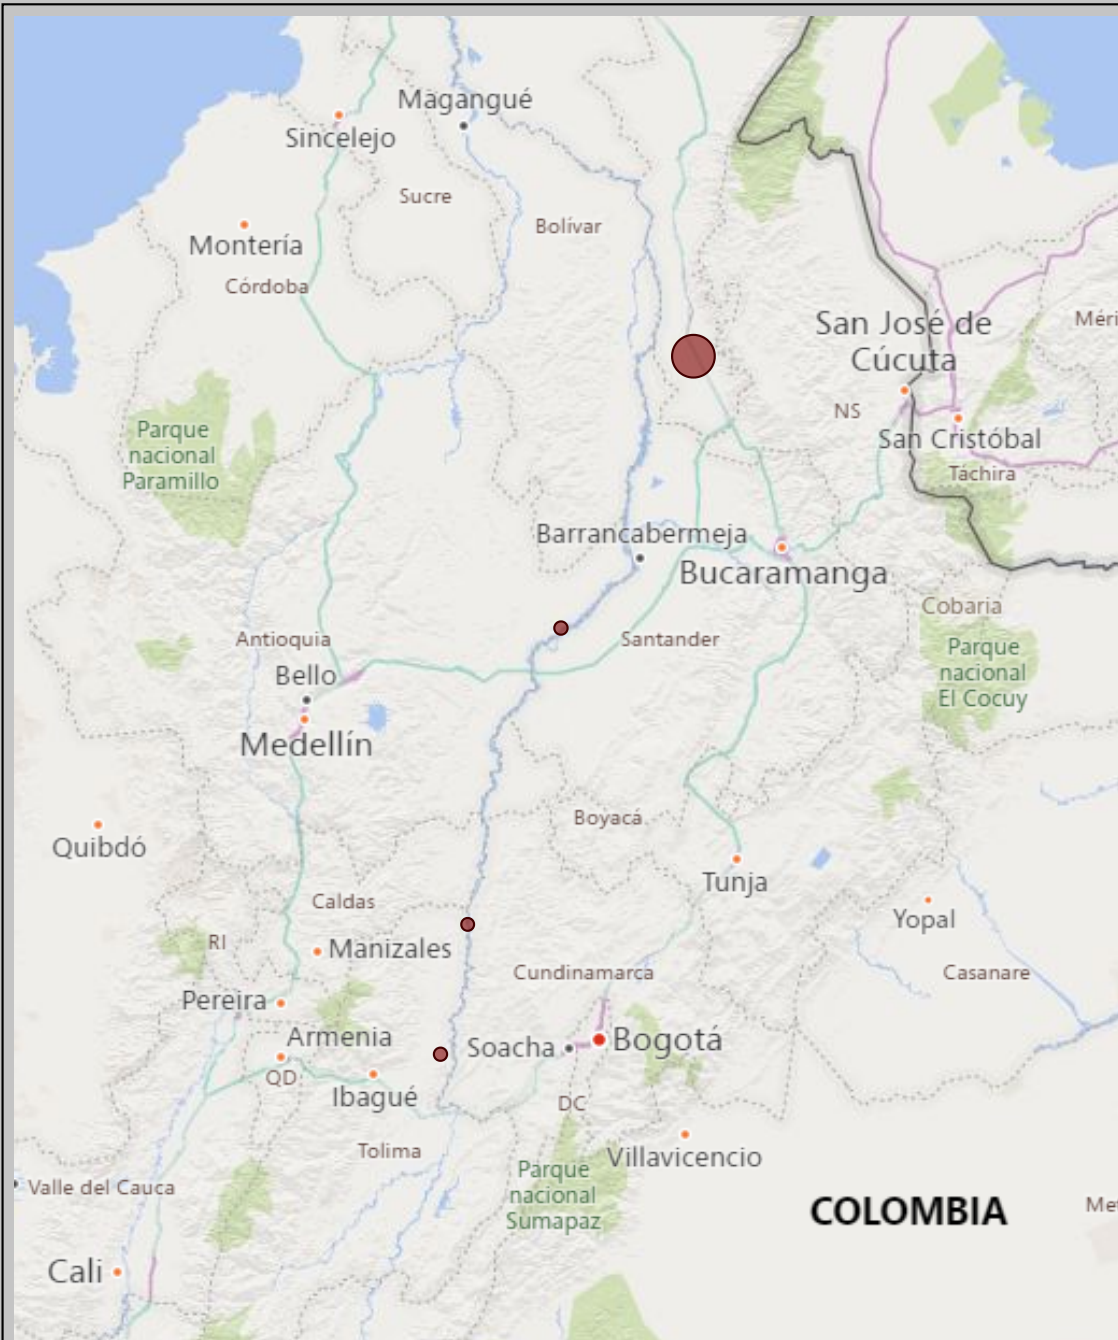 Magangué
Sincelejo
Sucre
Bolívar
Montería
Córdoba
San José de
Cúcuta
Méri
NS
San Cristóbal
Táchira
Parque
nacional
Paramillo
Barrancabermeja
Bucaramanga
Cobaria
Antioquia
Santander
Parque
nacional
El Cocuy
Bello
Medellín
Boyacá
Quibdó
Tunja
Caldas
Yopal
RI
Manizales
Cundinamarca
Casanare
Pereira
Armenia
Soacha
Bogotá
QD
Ibagué
DC
Tolima
Villavicencio
Parque
nacional
Sumapaz
Valle del Cauca
COLOMBIA
Met
Cali